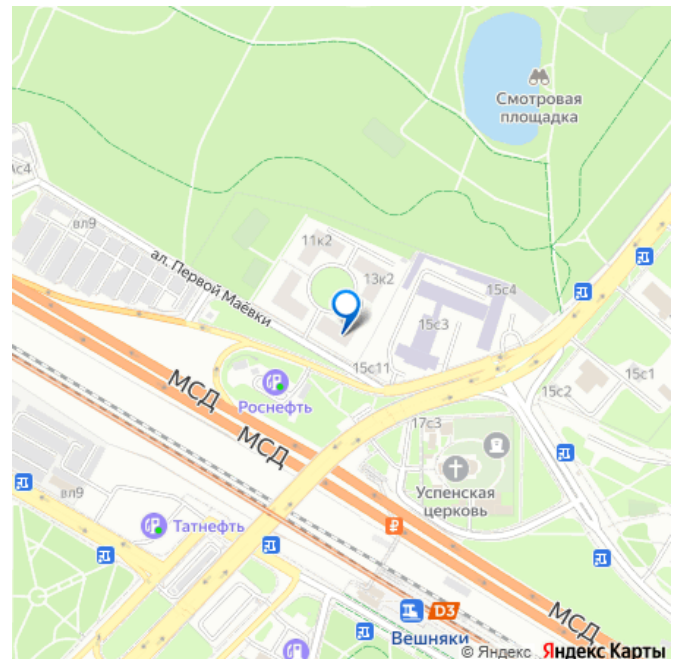 Смотровая
площадка
с4
вл9
11к2
13к2
ал. Первой Маёвки
15с4
15с3
15с11
15с2
15с1
Роснефть
МСД
МСД
17с3
Успенская
церковь
вл9
Татнефть
D3
Вешняки
МСД
© Яндекс Яндекс Карты